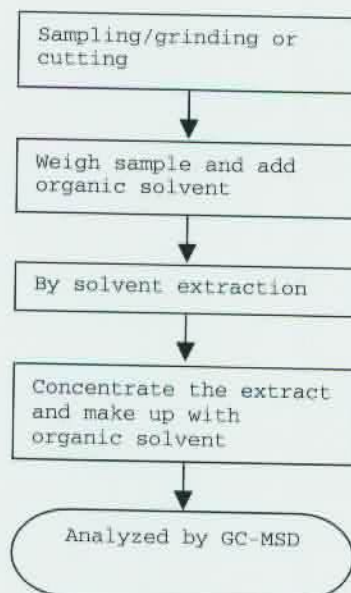 Sampling/grinding or
cutting
Weigh sample and add
organic solvent
By solvent extraction
Concentrate the extract
and make up with
organic solvent
Analyzed by GC-MSD